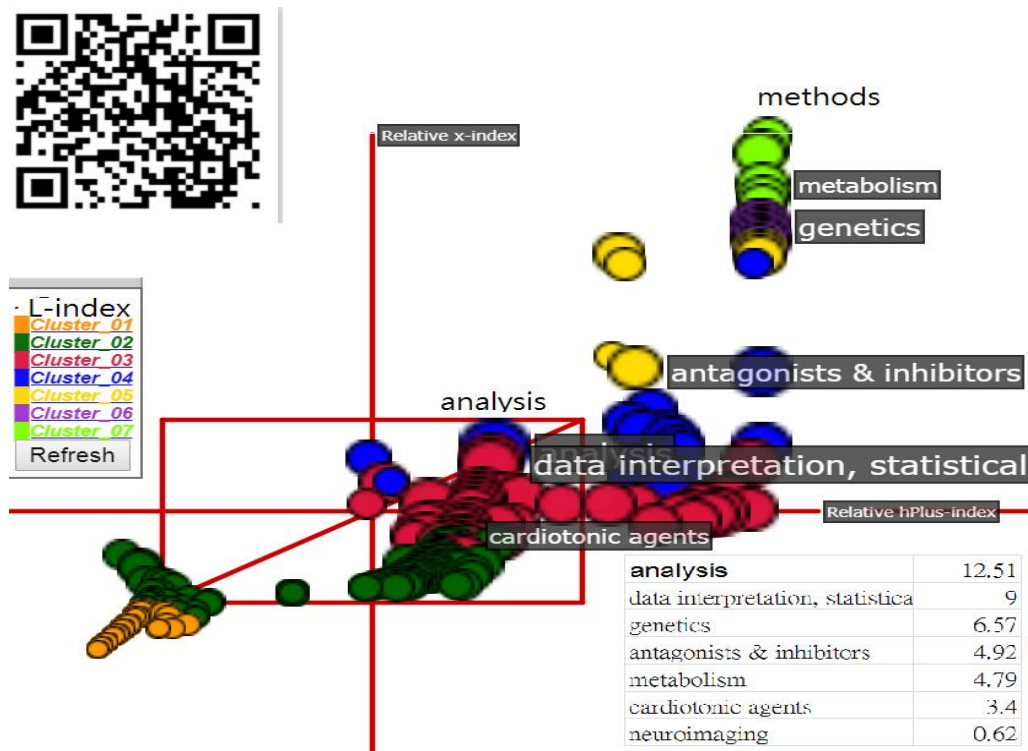 methods
Relative x-index
metabolism
genetics
L-index
Cluster_01
Cluster_02
Cluster_03
Cluster_04
Cluster_05
Cluster_06
Cluster_07
Refresh
antagonists & inhibitors
analysis
analysis
data interpretation, statistical
Relative hPlus-index
cardiotonic agents
analysis 12.51
data interpretation, statistica 9
genetics 6.57
antagonists & inhibitors 4.92
metabolism 4.79
cardiotonic agents 3.4
neuroimaging 0.62